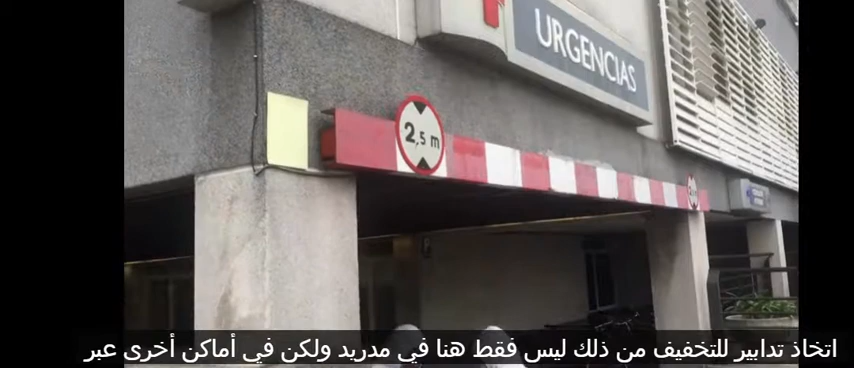 URGENCIAS
2,5 m
اتخاذ تدابير للتخفيف من ذلك ليس فقط هنا في مدريد ولكن في أماكن أخرى عبر